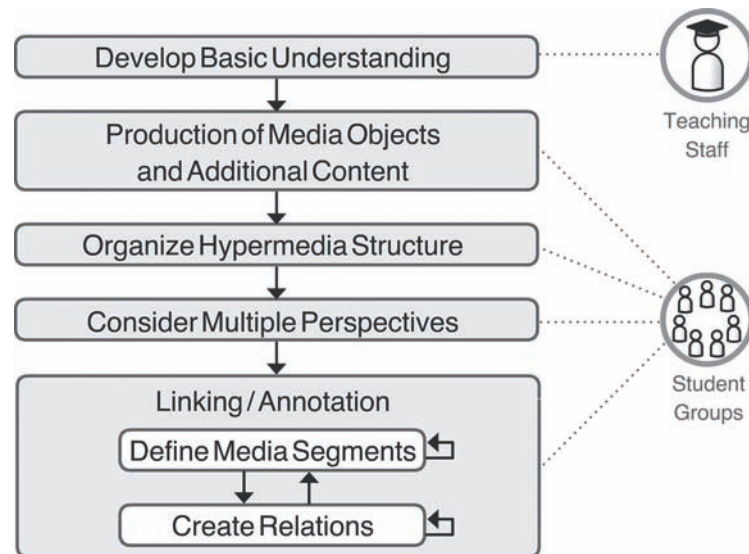 Develop Basic Understanding
Production of Media Objects
and Additional Content
Organize Hypermedia Structure
Consider Multiple Perspectives
Linking / Annotation
Define Media Segments
Create Relations
Teaching
Staff
Student
Groups